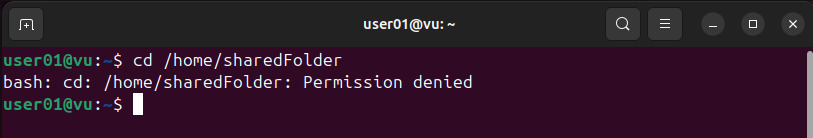 user01@vu: ~
user01@vu:~$ cd /home/sharedFolder
bash: cd: /home/sharedFolder: Permission denied
user01@vu:~$